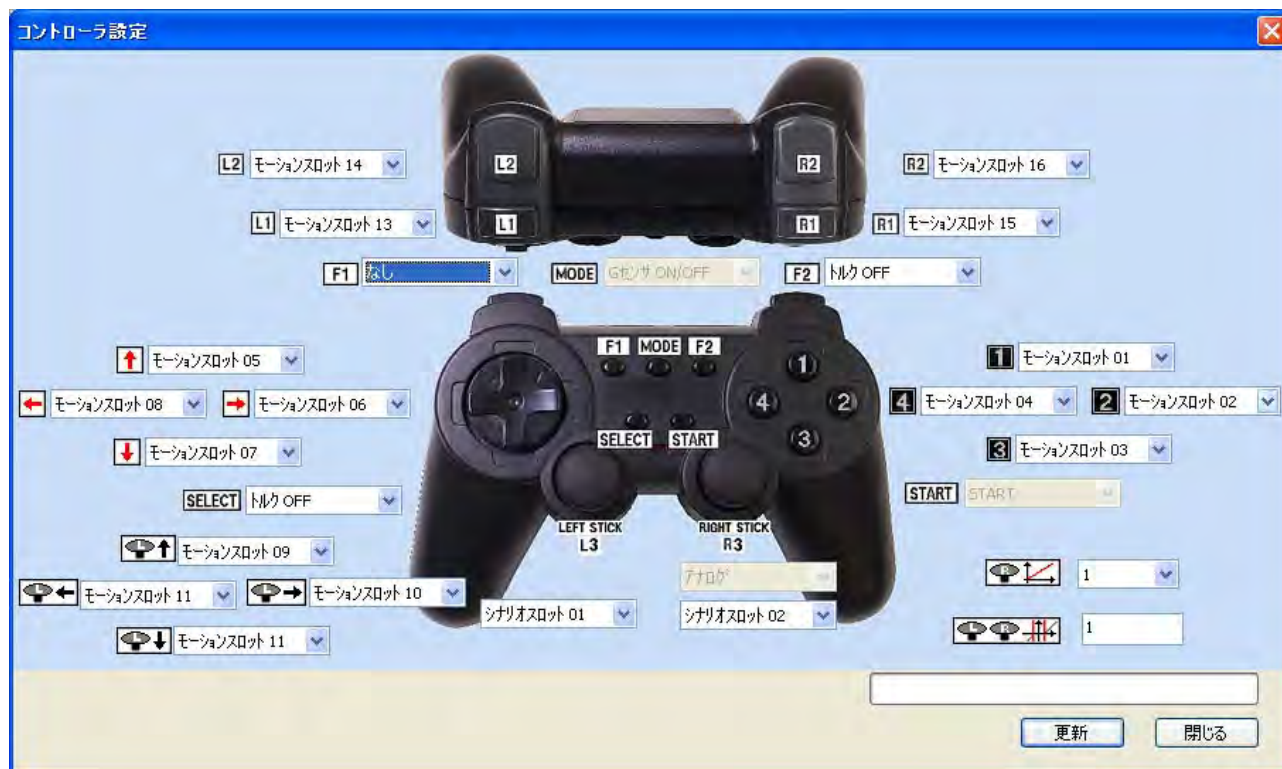 コントローラ設定
L2 モーションスロット 14
L2
R2
R2 モーションスロット 16
L1 モーションスロット 13
L1
R1
R1 モーションスロット 15
F1 なし
MODE Gセンサ ON/OFF
F2 トルク OFF
F1 MODE F2
モーションスロット 05
1
1 モーションスロット 01
モーションスロット 08
モーションスロット 06
4 2
4 モーションスロット 04
2 モーションスロット 02
SELECT START
3
モーションスロット 07
3 モーションスロット 03
SELECT トルク OFF
START START
LEFT STICK
L3
RIGHT STICK
R3
モーションスロット 09
L
アナログ
R
1
モーションスロット 11
L
モーションスロット 10
L
シナリオスロット 01
シナリオスロット 02
モーションスロット 11
L
L R
1
更新
閉じる